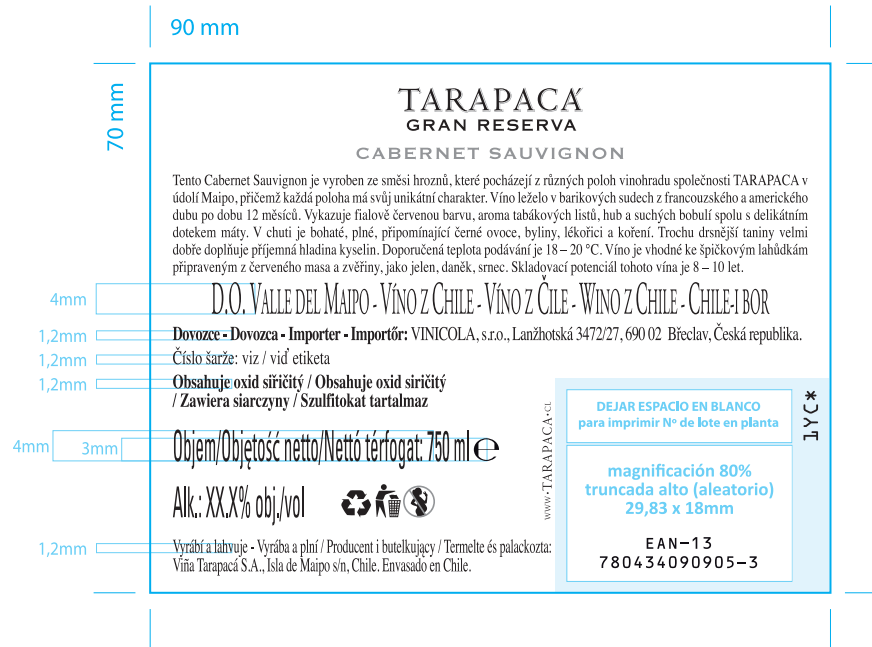 90 mm
70 mm
TARAPACÁ
GRAN RESERVA
CABERNET SAUVIGNON
Tento Cabernet Sauvignon je vyroben ze směsi hroznů, které pocházejí z různých poloh vinohradu společnosti TARAPACA v
údolí Maipo, přičemž každá poloha má svůj unikátní charakter. Víno leželo v barikových sudech z francouzského a amerického
dubu po dobu 12 měsíců. Vykazuje fialově červenou barvu, aroma tabákových listů, hub a suchých bobulí spolu s delikátním
dotekem máty. V chuti je bohaté, plné, připomínající černé ovoce, byliny, lékořici a koření. Trochu drsnější taniny velmi
dobře doplňuje příjemná hladina kyselin. Doporučená teplota podávání je 18 – 20 °C. Víno je vhodné ke špičkovým lahůdkám
připraveným z červeného masa a zvěřiny, jako jelen, daněk, srnec. Skladovací potenciál tohoto vína je 8 – 10 let.
4mm
D.O. VALLE DEL MAIPO - VÍNO Z CHILE - VÍNO Z ČILE - WINO Z CHILE - CHILE-I BOR
1,2mm
Dovozce - Dovozca - Importer - Importőr: VINICOLA, s.r.o., Lanžhotská 3472/27, 690 02 Břeclav, Česká republika.
1,2mm
Číslo šarže: viz / viď etiketa
1,2mm
Obsahuje oxid siřičitý / Obsahuje oxid siričitý
/ Zawiera siarczyny / Szulfitokat tartalmaz
4mm
3mm
Objem/Objętość netto/Nettó térfogat: 750 ml ℮
Alk.: XX.X% obj./vol
1,2mm
Vyrábí a lahvuje - Vyrába a plní / Producent i butelkujący / Termelte és palackozta:
Viña Tarapacá S.A., Isla de Maipo s/n, Chile. Envasado en Chile.
www.TARAPACA.CL
DEJAR ESPACIO EN BLANCO
para imprimir Nº de lote en planta
magnificación 80%
truncada alto (aleatorio)
29,83 x 18mm
EAN-13
780434090905-3
1YC*